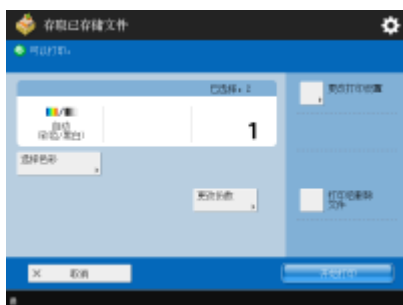 存取已存储文件
可以打印。
已选择: 2
更改打印设置
自动
(彩色/黑白)
1
选择色彩
更改份数
打印后删除
文件
× 取消
开始打印